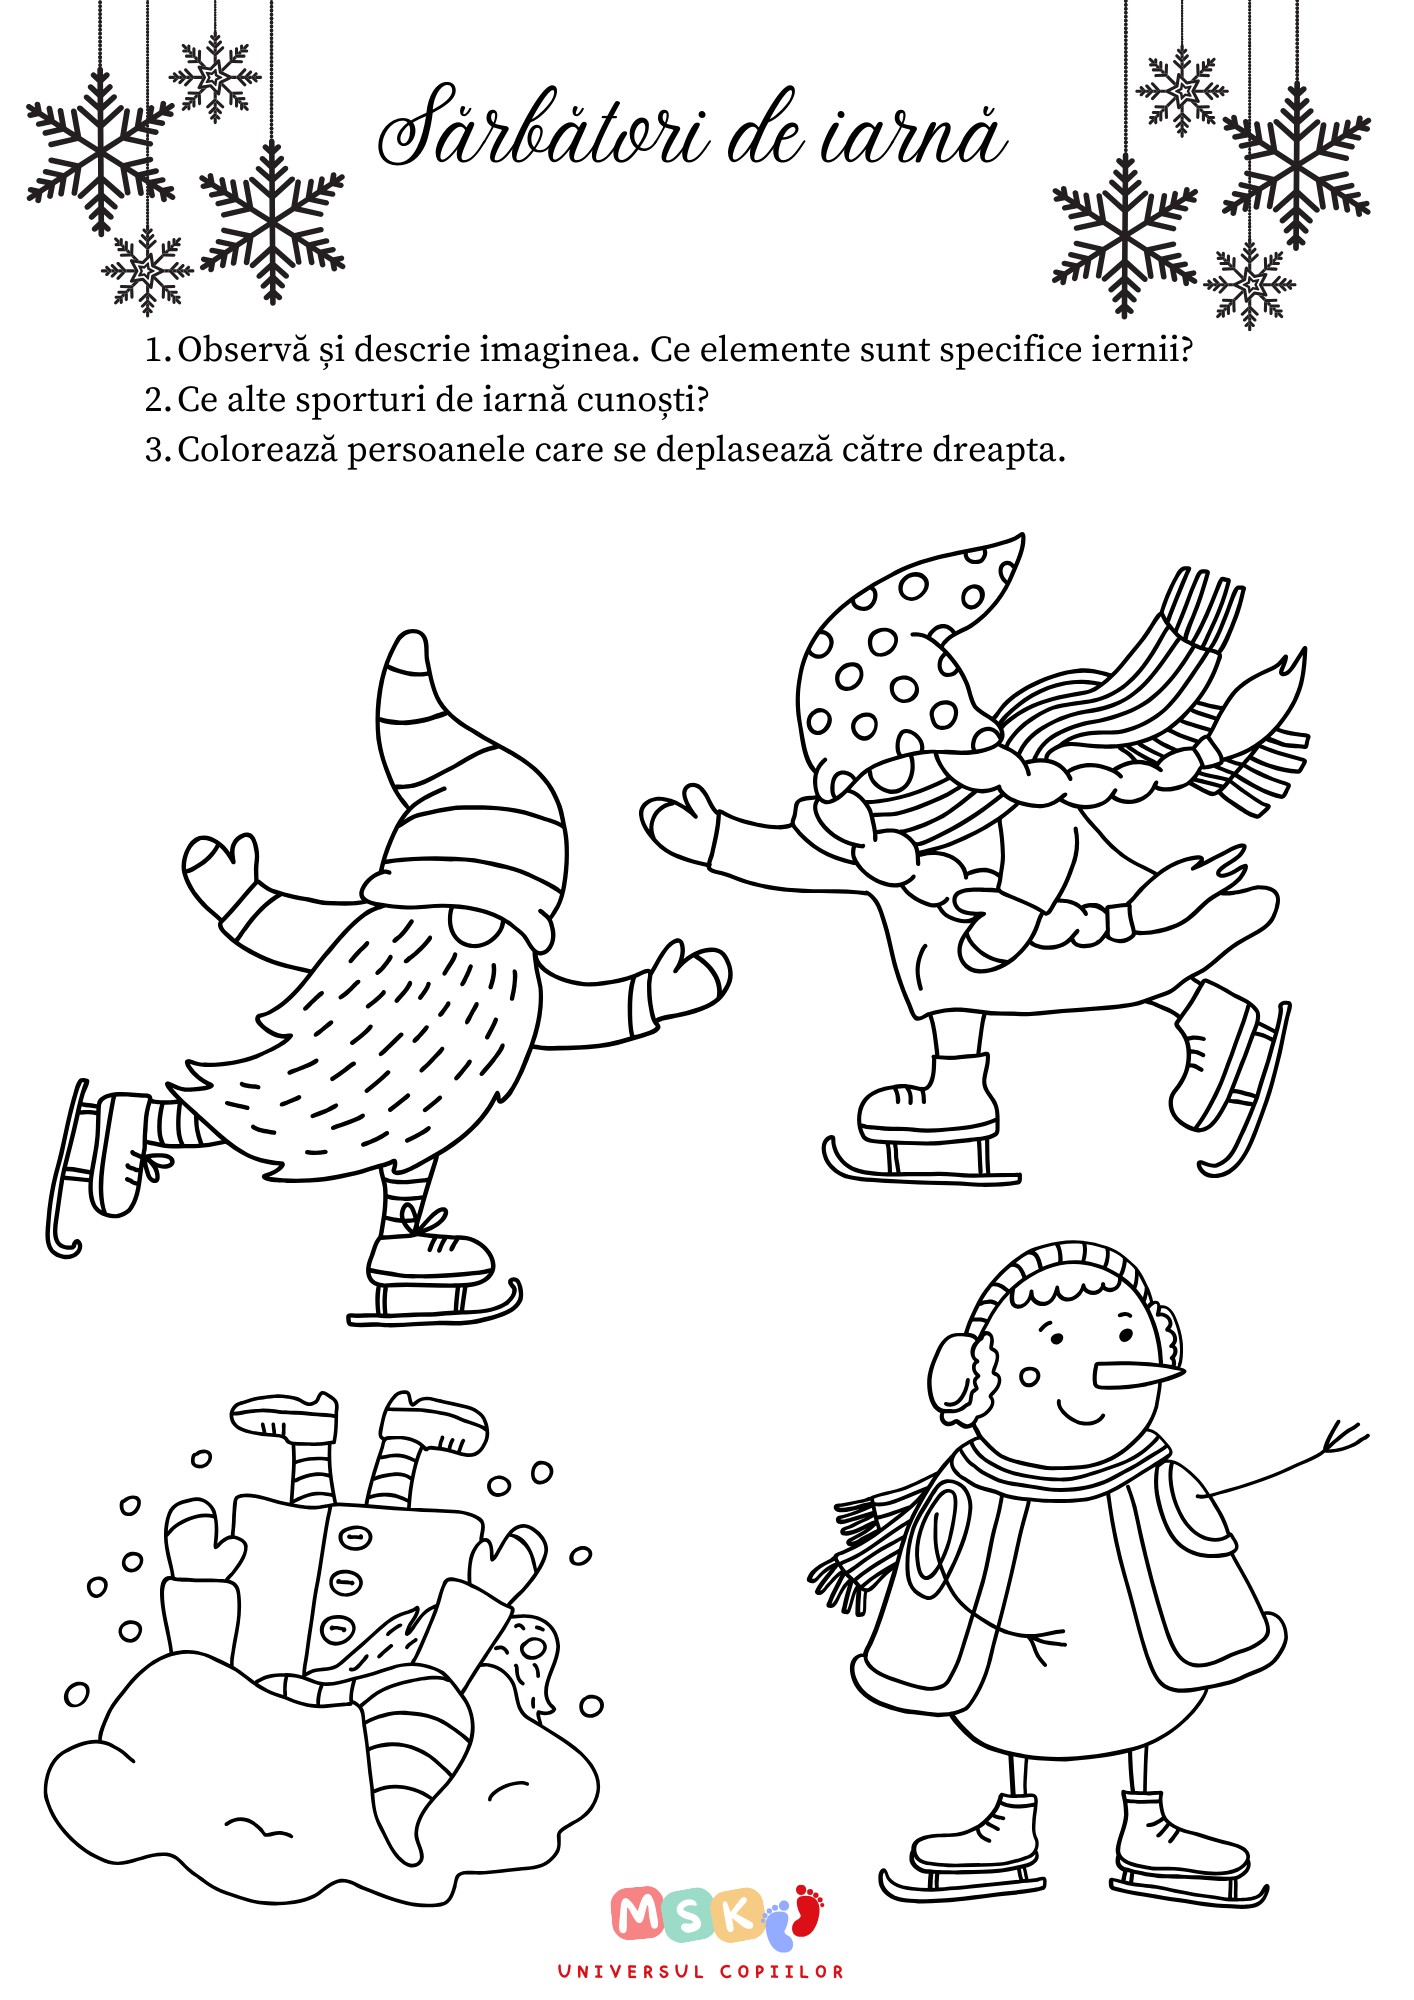 Sărbători de iarnă
1. Observă și descrie imaginea. Ce elemente sunt specifice iernii?
2. Ce alte sporturi de iarnă cunoști?
3. Colorează persoanele care se deplasează către dreapta.
MSK
UNIVERSUL COPIILOR